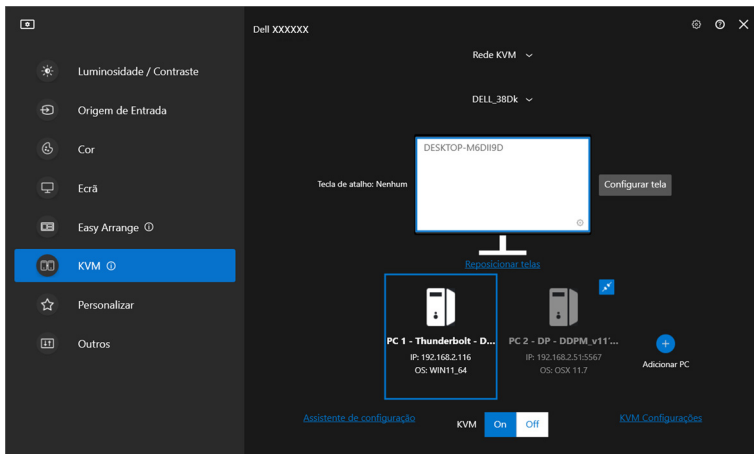 Dell XXXXXX
Luminosidade / Contraste
Origem de Entrada
Cor
Ecrã
Easy Arrange
KVM
Personalizar
Outros
Rede KVM
DELL_38Dk
DESKTOP-M6DII9D
Tecla de atalho: Nenhum
Configurar tela
Reposicionar telas
PC 1 - Thunderbolt - D...
IP: 192.168.2.116
OS: WIN11_64
PC 2 - DP - DDPM_v11'...
IP: 192.168.2.51:5567
OS: OSX 11.7
Adicionar PC
Assistente de configuração
KVM On Off
KVM Configurações